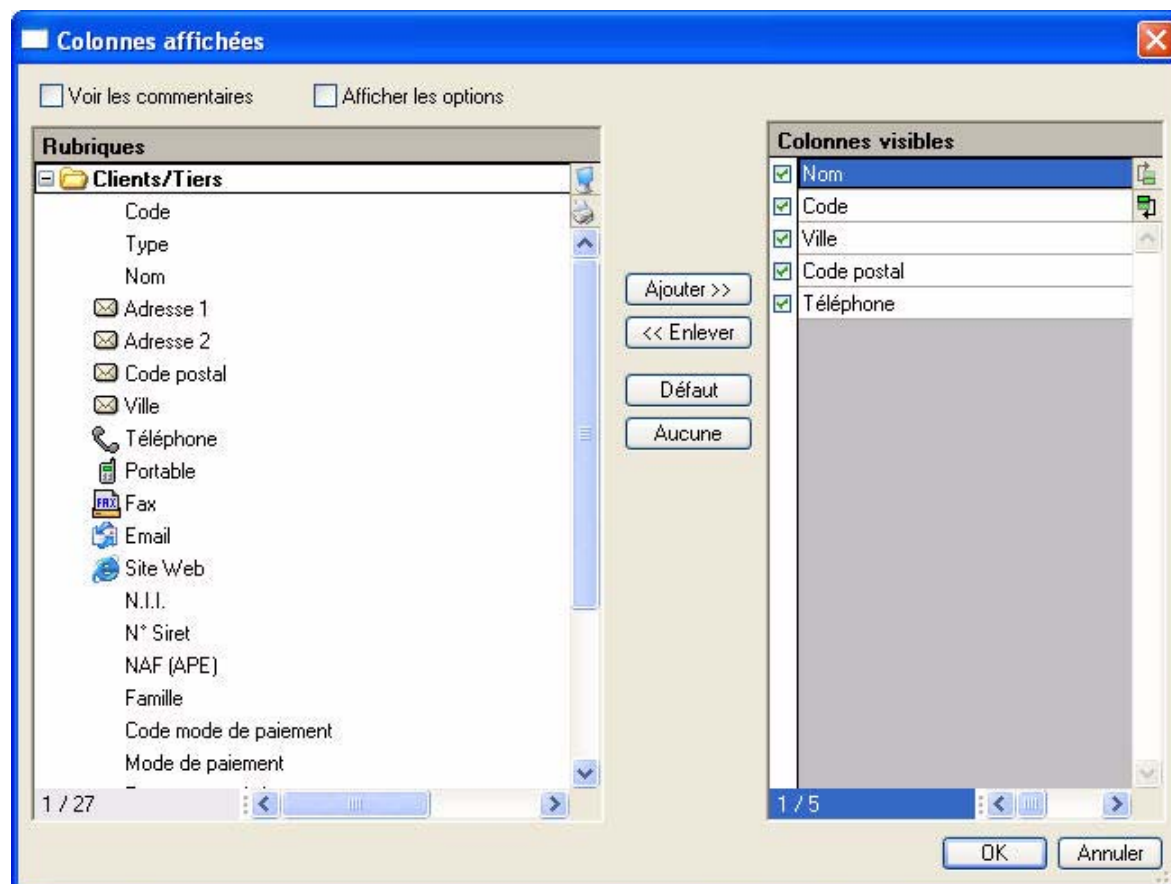 Colonnes affichées
Voir les commentaires
Afficher les options
Rubriques
Clients/Tiers
Code
Type
Nom
Adresse 1
Adresse 2
Code postal
Ville
Téléphone
Portable
FAX Fax
Email
Site Web
N.I.I.
N° Siret
NAF (APE)
Famille
Code mode de paiement
Mode de paiement
1 / 27
Ajouter >>
<< Enlever
Défaut
Aucune
Colonnes visibles
Nom
Code
Ville
Code postal
Téléphone
1 / 5
OK
Annuler